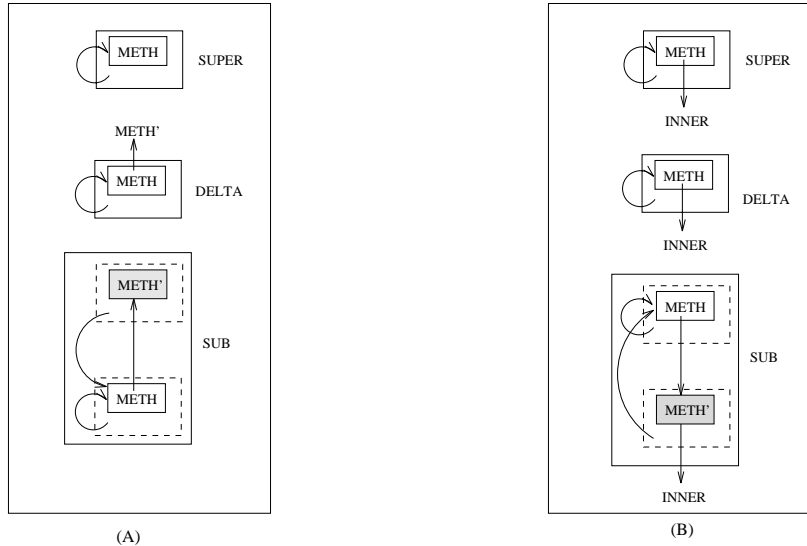 METH
SUPER
METH'
METH
DELTA
METH'
SUB
METH
(A)
METH
SUPER
INNER
METH
DELTA
INNER
METH
SUB
METH'
INNER
(B)